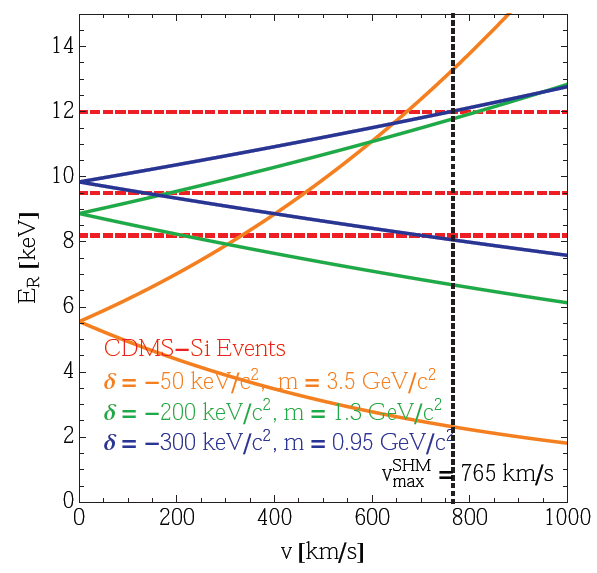 14
12
10
8
6
4
2
0
E_R [keV]
CDMS−Si Events
δ = −50 keV/c², m = 3.5 GeV/c²
δ = −200 keV/c², m = 1.3 GeV/c²
δ = −300 keV/c², m = 0.95 GeV/c²
v_max^SHM = 765 km/s
0 200 400 600 800 1000
v [km/s]